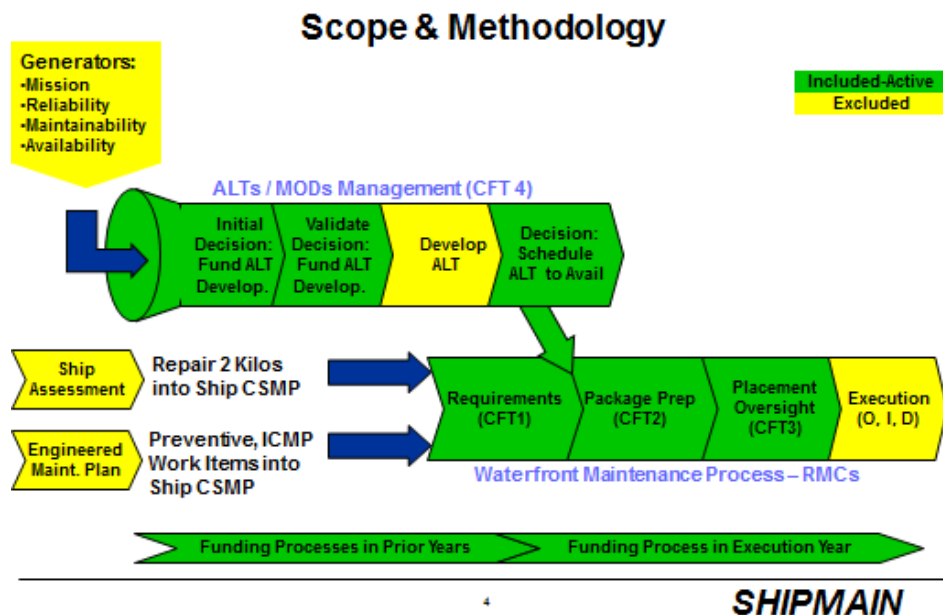 Scope & Methodology
Generators:
•Mission
•Reliability
•Maintainability
•Availability
Included-Active
Excluded
ALTs / MODs Management (CFT 4)
Initial
Decision:
Fund ALT
Develop.
Validate
Decision:
Fund ALT
Develop.
Develop
ALT
Decision:
Schedule
ALT to Avail
Ship
Assessment
Repair 2 Kilos
into Ship CSMP
Engineered
Maint. Plan
Preventive, ICMP
Work Items into
Ship CSMP
Requirements
(CFT1)
Package Prep
(CFT2)
Placement
Oversight
(CFT3)
Execution
(O, I, D)
Waterfront Maintenance Process – RMCs
Funding Processes in Prior Years
Funding Process in Execution Year
4
SHIPMAIN